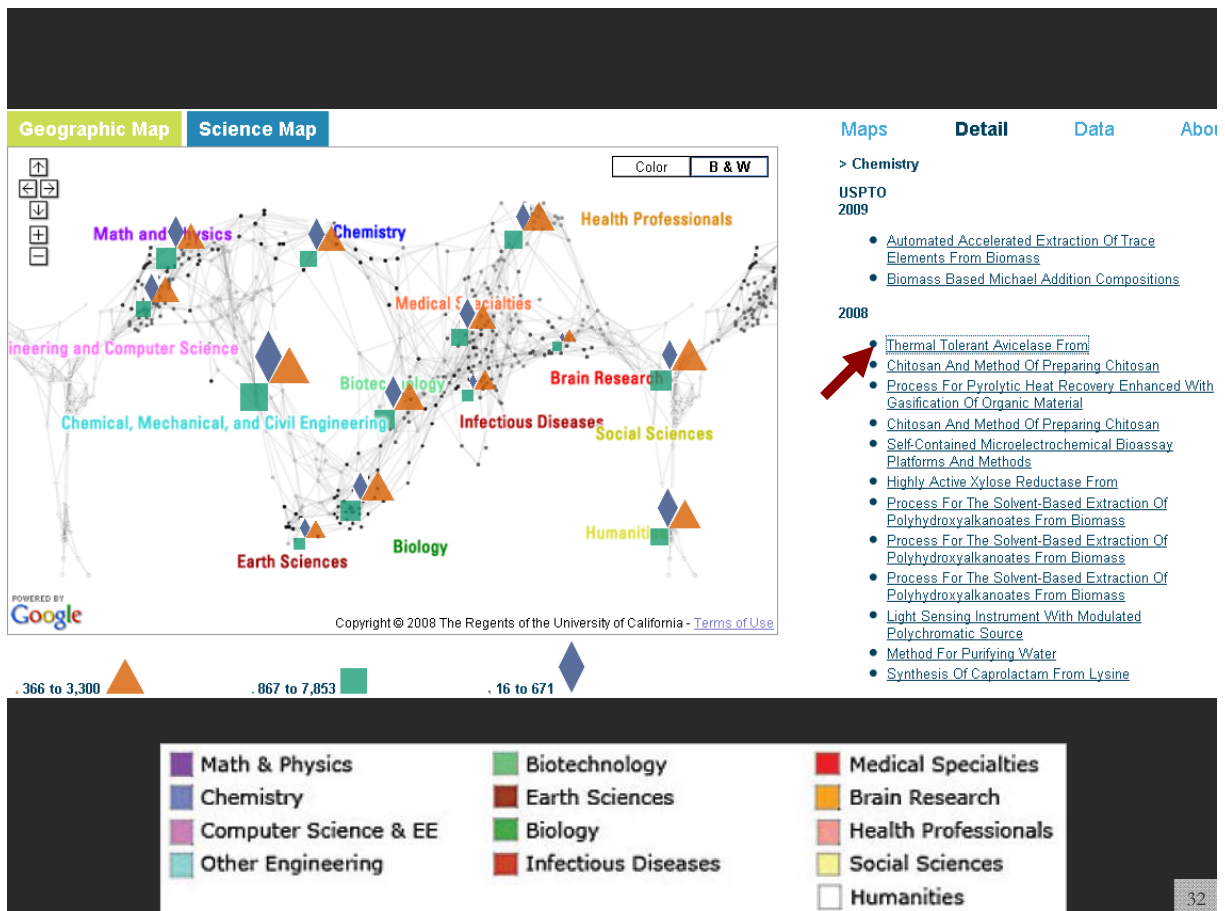 Geographic Map
Science Map
Maps
Detail
Data
Abou
> Chemistry
Color
B & W
USPTO
2009
Automated Accelerated Extraction Of Trace
Elements From Biomass
Biomass Based Michael Addition Compositions
2008
Thermal Tolerant Avicelase From
Chitosan And Method Of Preparing Chitosan
Process For Pyrolytic Heat Recovery Enhanced With
Gasification Of Organic Material
Chitosan And Method Of Preparing Chitosan
Self-Contained Microelectrochemical Bioassay
Platforms And Methods
Highly Active Xylose Reductase From
Process For The Solvent-Based Extraction Of
Polyhydroxyalkanoates From Biomass
Process For The Solvent-Based Extraction Of
Polyhydroxyalkanoates From Biomass
Process For The Solvent-Based Extraction Of
Polyhydroxyalkanoates From Biomass
Light Sensing Instrument With Modulated
Polychromatic Source
Method For Purifying Water
Synthesis Of Caprolactam From Lysine
Health Professionals
Math and Physics
Chemistry
Medical Specialties
ineering and Computer Science
Brain Research
Biotechnology
Chemical, Mechanical, and Civil Engineering
Infectious Diseases
Social Sciences
Humanities
Biology
Earth Sciences
POWERED BY
Google
Copyright © 2008 The Regents of the University of California - Terms of Use
366 to 3,300
867 to 7,853
16 to 671
Math & Physics
Chemistry
Computer Science & EE
Other Engineering
Biotechnology
Earth Sciences
Biology
Infectious Diseases
Medical Specialties
Brain Research
Health Professionals
Social Sciences
Humanities
32